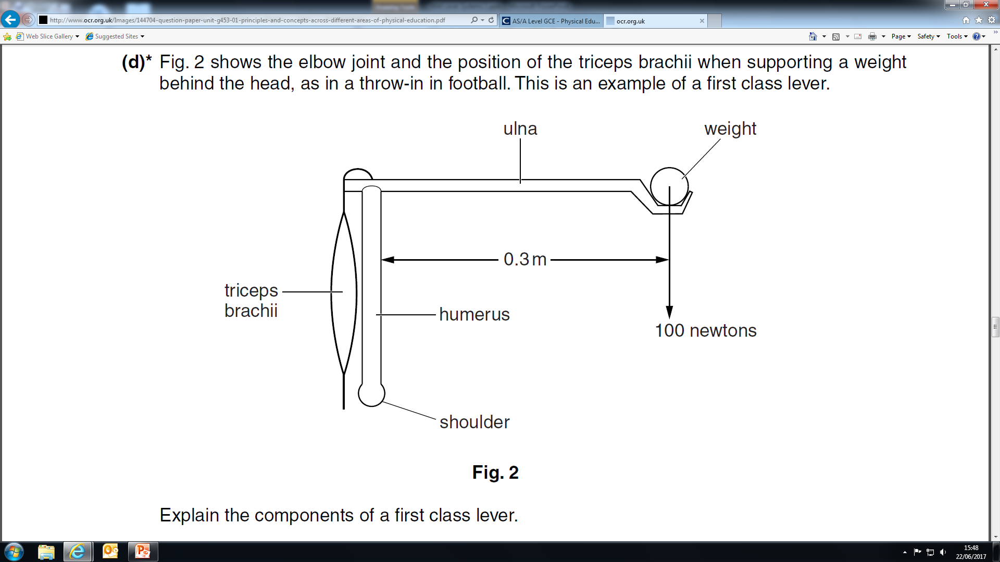 http://www.ocr.org.uk/Images/144704-question-paper-unit-g453-01-principles-and-concepts-across-different-areas-of-physical-education.pdf
AS/A Level GCE - Physical Edu...
ocr.org.uk
Web Slice Gallery
Suggested Sites
Page
Safety
Tools
(d)* Fig. 2 shows the elbow joint and the position of the triceps brachii when supporting a weight
behind the head, as in a throw-in in football. This is an example of a first class lever.
ulna
weight
0.3 m
triceps
brachii
humerus
100 newtons
shoulder
Fig. 2
Explain the components of a first class lever.
15:48
22/06/2017